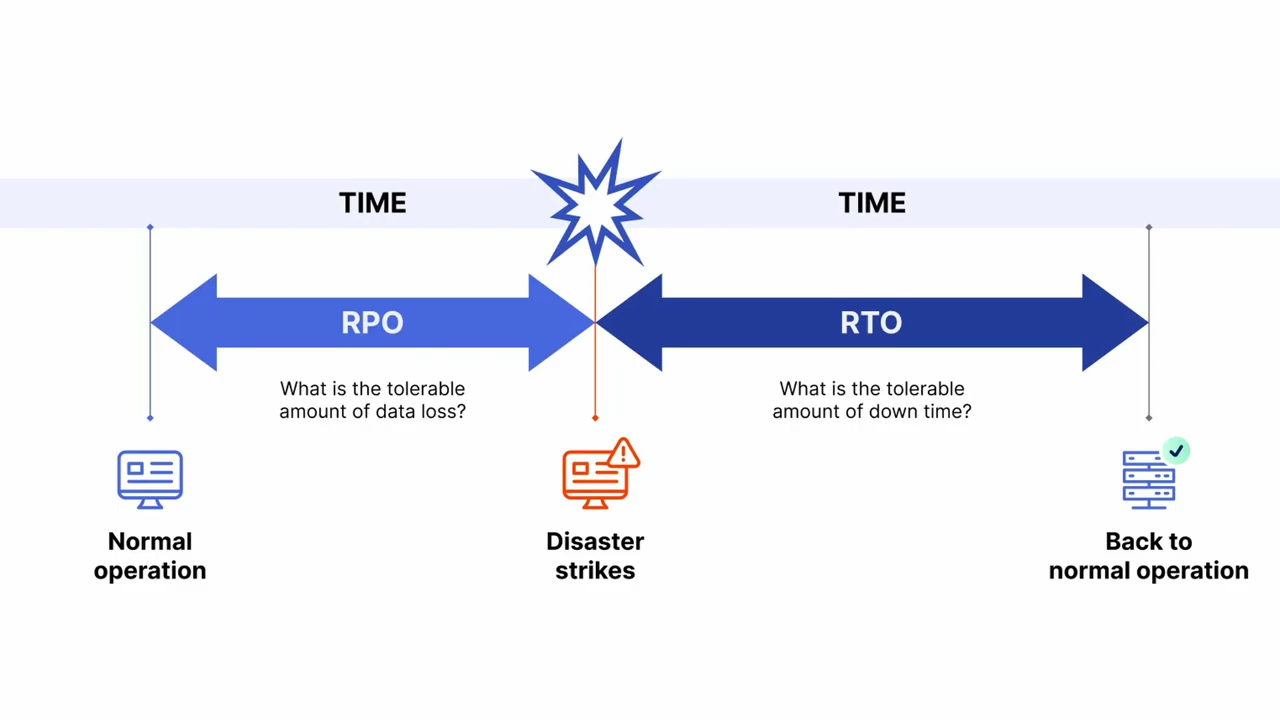 TIME
TIME
RPO
RTO
What is the tolerable
amount of data loss?
What is the tolerable
amount of down time?
Normal
operation
Disaster
strikes
Back to
normal operation